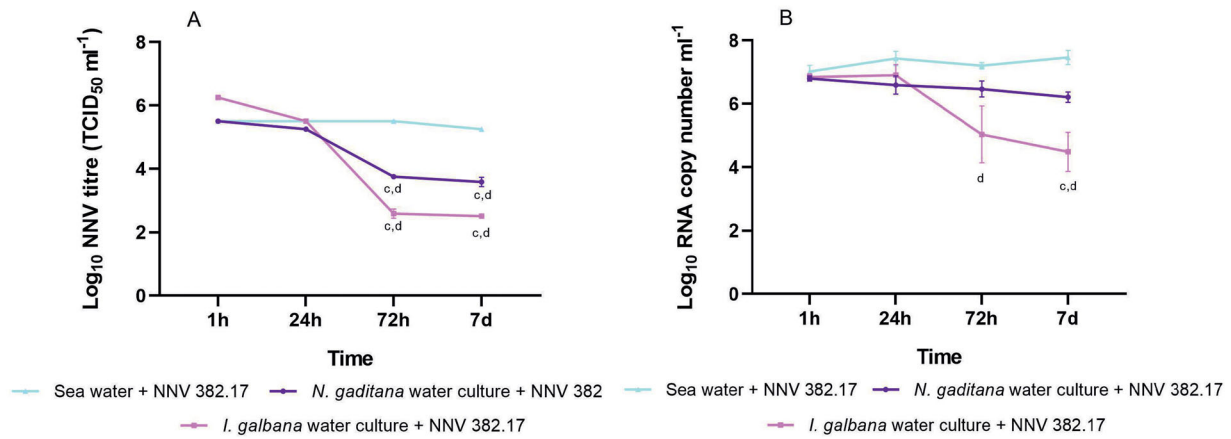 A
Log10 NNV titre (TCID50 ml-1)
8
6
4
2
0
c,d
c,d
c,d
c,d
1h 24h 72h 7d
Time
Sea water + NNV 382.17 N. gaditana water culture + NNV 382
I. galbana water culture + NNV 382.17
B
Log10 RNA copy number ml-1
8
6
4
2
0
d
c,d
1h 24h 72h 7d
Time
Sea water + NNV 382.17 N. gaditana water culture + NNV 382.17
I. galbana water culture + NNV 382.17